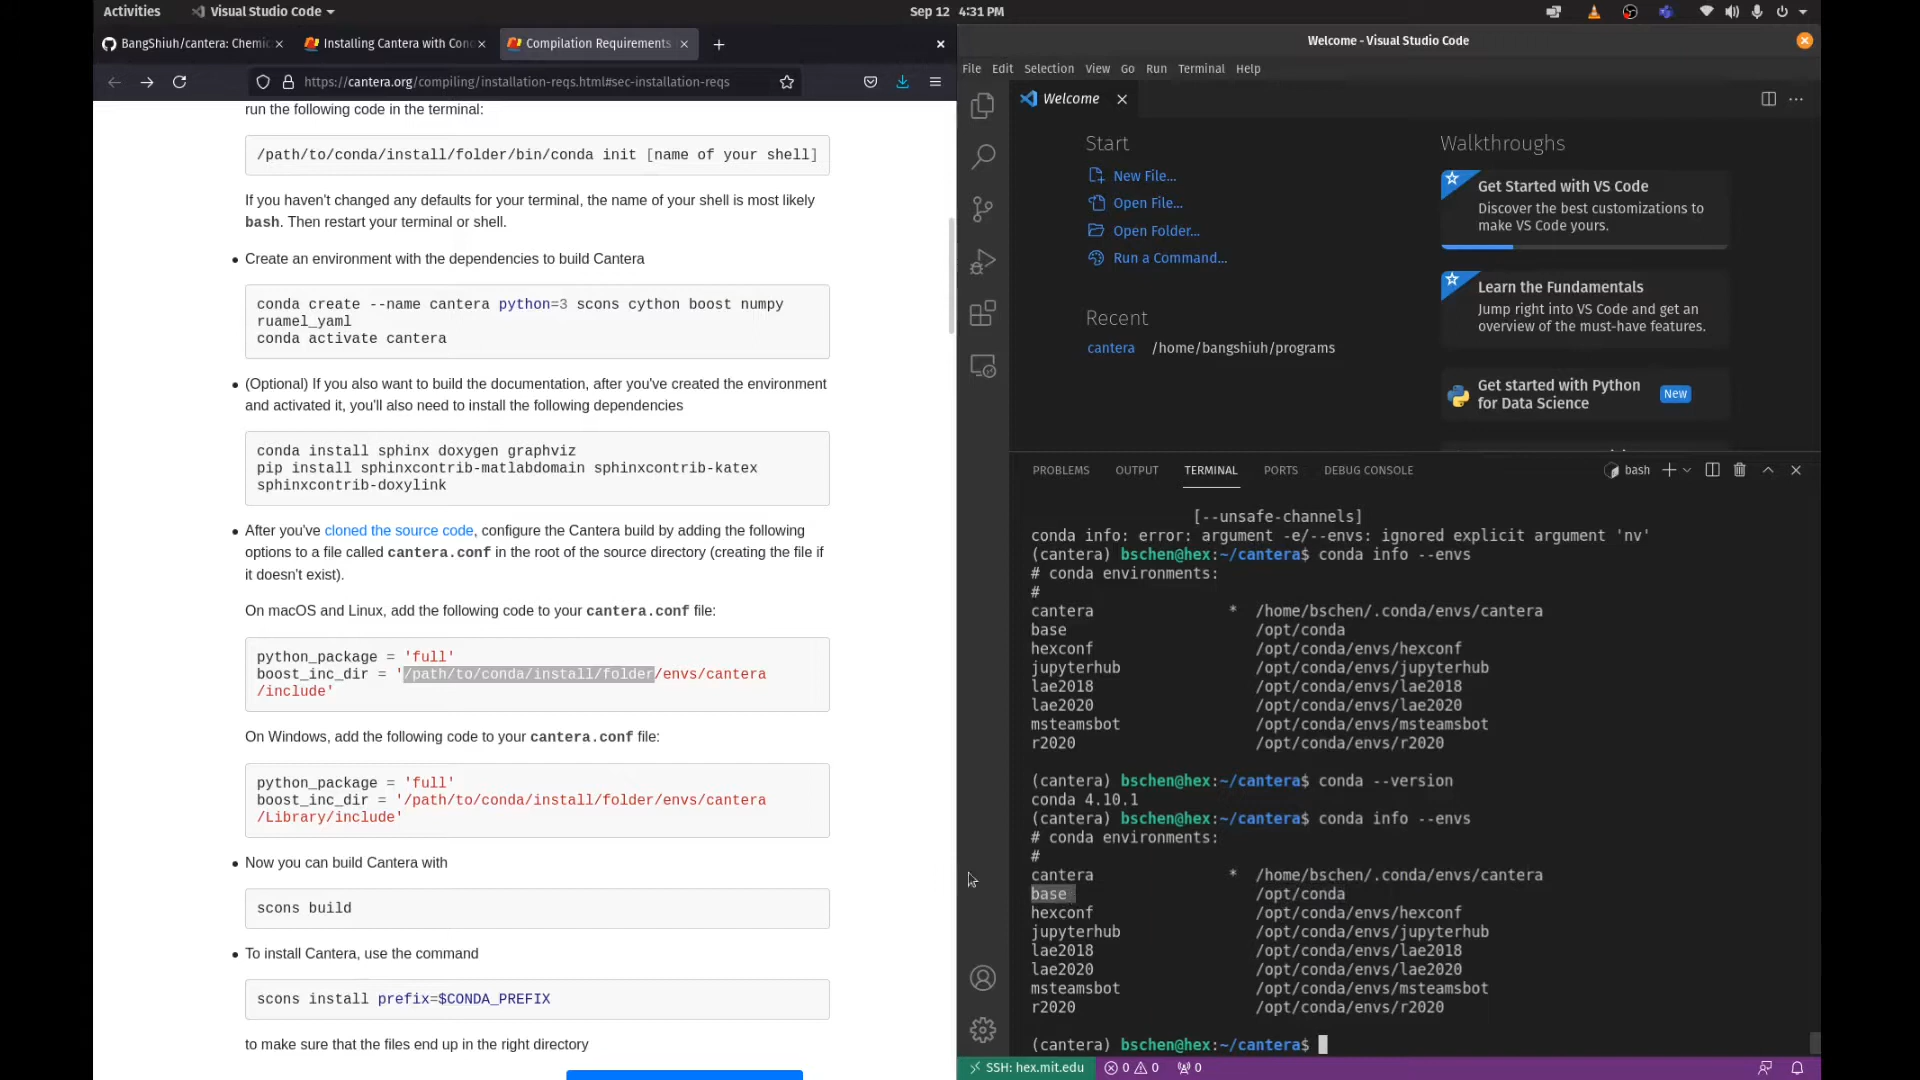 Activities
Visual Studio Code
Sep 12 4:31 PM
BangShiuh/cantera: Chemic
Installing Cantera with Con
Compilation Requirements
https://cantera.org/compiling/installation-reqs.html#sec-installation-reqs
run the following code in the terminal:
/path/to/conda/install/folder/bin/conda init [name of your shell]
If you haven't changed any defaults for your terminal, the name of your shell is most likely
bash. Then restart your terminal or shell.
Create an environment with the dependencies to build Cantera
conda create --name cantera python=3 scons cython boost numpy
ruamel_yaml
conda activate cantera
(Optional) If you also want to build the documentation, after you've created the environment
and activated it, you'll also need to install the following dependencies
conda install sphinx doxygen graphviz
pip install sphinxcontrib-matlabdomain sphinxcontrib-katex
sphinxcontrib-doxylink
After you've cloned the source code, configure the Cantera build by adding the following
options to a file called cantera.conf in the root of the source directory (creating the file if
it doesn't exist).
On macOS and Linux, add the following code to your cantera.conf file:
python_package = 'full'
boost_inc_dir = '/path/to/conda/install/folder/envs/cantera
/include'
On Windows, add the following code to your cantera.conf file:
python_package = 'full'
boost_inc_dir = '/path/to/conda/install/folder/envs/cantera
/Library/include'
Now you can build Cantera with
scons build
To install Cantera, use the command
scons install prefix=$CONDA_PREFIX
to make sure that the files end up in the right directory
Welcome - Visual Studio Code
File Edit Selection View Go Run Terminal Help
Welcome
Start
New File...
Open File...
Open Folder...
Run a Command...
Recent
cantera /home/bangshiuh/programs
Walkthroughs
Get Started with VS Code
Discover the best customizations to
make VS Code yours.
Learn the Fundamentals
Jump right into VS Code and get an
overview of the must-have features.
Get started with Python
for Data Science
New
PROBLEMS OUTPUT TERMINAL PORTS DEBUG CONSOLE
bash
[--unsafe-channels]
conda info: error: argument -e/--envs: ignored explicit argument 'nv'
(cantera) bschen@hex:~/cantera$ conda info --envs
# conda environments:
#
cantera * /home/bschen/.conda/envs/cantera
base /opt/conda
hexconf /opt/conda/envs/hexconf
jupyterhub /opt/conda/envs/jupyterhub
lae2018 /opt/conda/envs/lae2018
lae2020 /opt/conda/envs/lae2020
msteamsbot /opt/conda/envs/msteamsbot
r2020 /opt/conda/envs/r2020
(cantera) bschen@hex:~/cantera$ conda --version
conda 4.10.1
(cantera) bschen@hex:~/cantera$ conda info --envs
# conda environments:
#
cantera * /home/bschen/.conda/envs/cantera
base /opt/conda
hexconf /opt/conda/envs/hexconf
jupyterhub /opt/conda/envs/jupyterhub
lae2018 /opt/conda/envs/lae2018
lae2020 /opt/conda/envs/lae2020
msteamsbot /opt/conda/envs/msteamsbot
r2020 /opt/conda/envs/r2020
(cantera) bschen@hex:~/cantera$
SSH: hex.mit.edu
0 0 0